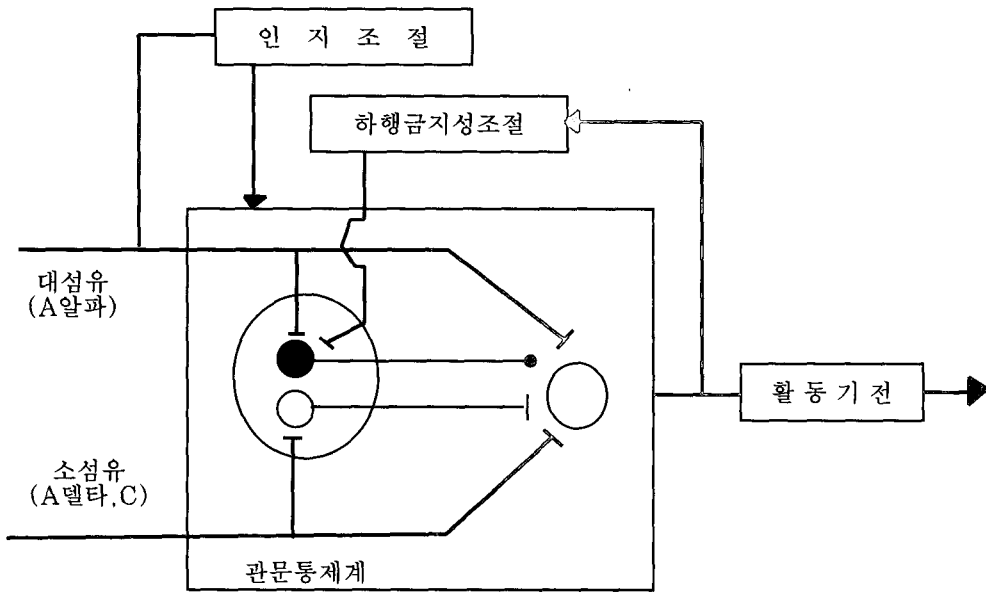 인 지 조 절
하행금지성조절
대섬유
(A알파)
활 동 기 전
소섬유
(A델타,C)
관문통제계